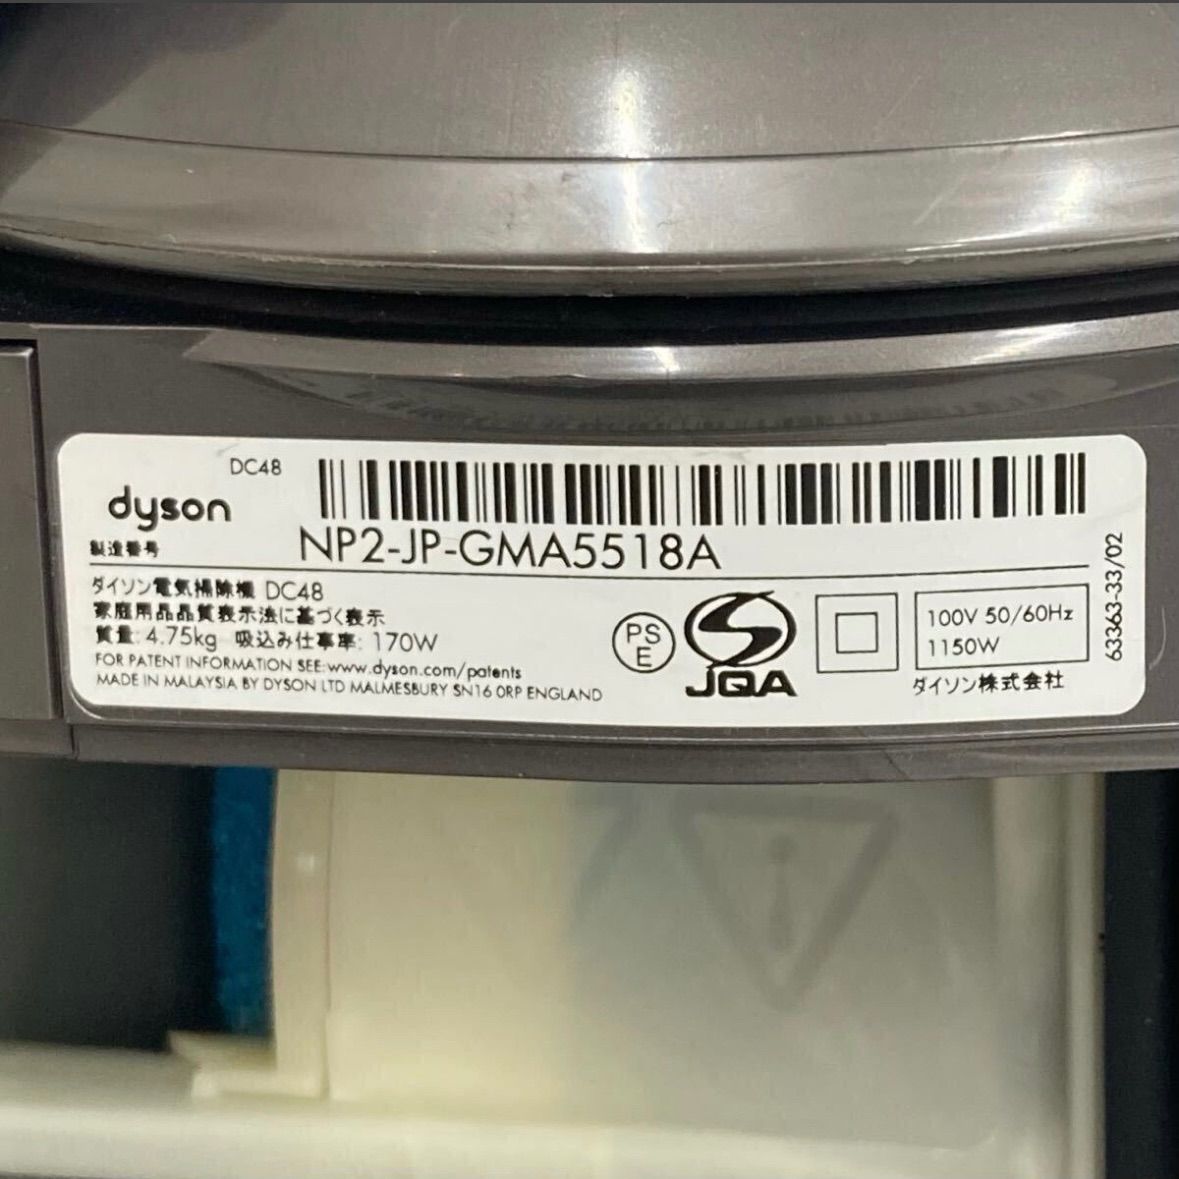 DC48
dyson
製造番号
NP2-JP-GMA5518A
ダイソン電気掃除機 DC48
家庭用品品質表示法に基づく表示
質量: 4.75kg 吸込み仕事率: 170W
FOR PATENT INFORMATION SEE: www.dyson.com/patents
MADE IN MALAYSIA BY DYSON LTD MALMESBURY SN16 0RP ENGLAND
PS
E
JQA
100V 50/60Hz
1150W
ダイソン株式会社
63363-33/02